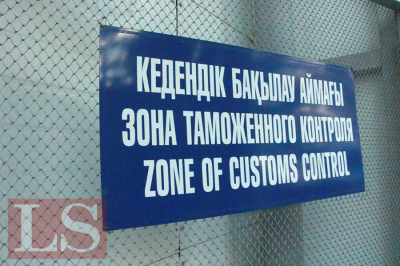 КЕДЕНДІК БАҚЫЛАУ АЙМАҒЫ
ЗОНА ТАМОЖЕННОГО КОНТРОЛЯ
ZONE OF CUSTOMS CONTROL
LS